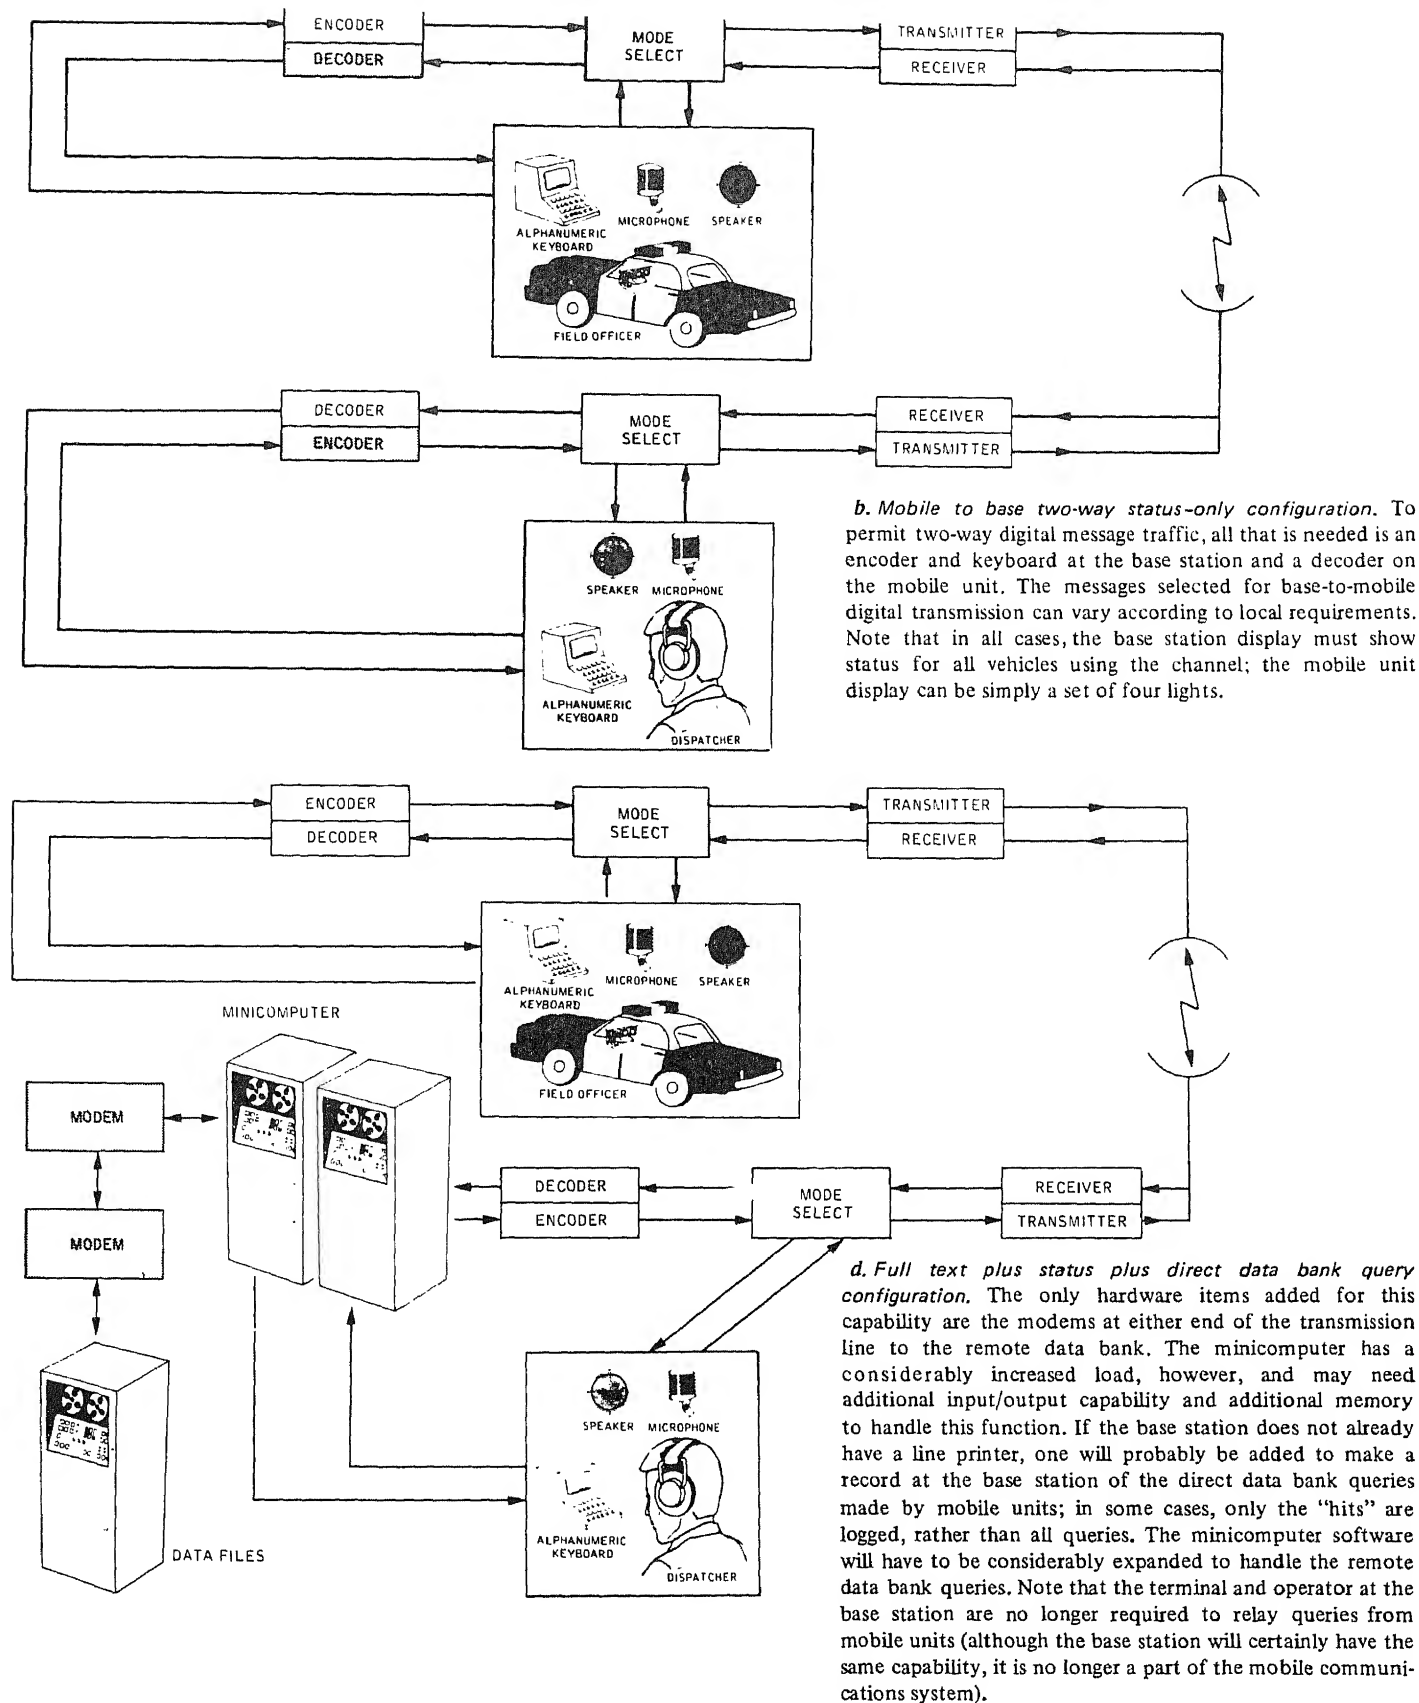 ENCODER
DECODER
MODE
SELECT
TRANSMITTER
RECEIVER
ALPHANUMERIC
KEYBOARD
MICROPHONE
SPEAKER
FIELD OFFICER
DECODER
ENCODER
MODE
SELECT
RECEIVER
TRANSMITTER
SPEAKER
MICROPHONE
ALPHANUMERIC
KEYBOARD
DISPATCHER
b. Mobile to base two-way status-only configuration. To
permit two-way digital message traffic, all that is needed is an
encoder and keyboard at the base station and a decoder on
the mobile unit. The messages selected for base-to-mobile
digital transmission can vary according to local requirements.
Note that in all cases, the base station display must show
status for all vehicles using the channel; the mobile unit
display can be simply a set of four lights.
ENCODER
DECODER
MODE
SELECT
TRANSMITTER
RECEIVER
ALPHANUMERIC
KEYBOARD
MICROPHONE
SPEAKER
FIELD OFFICER
MINICOMPUTER
MODEM
MODEM
DATA FILES
DECODER
ENCODER
MODE
SELECT
RECEIVER
TRANSMITTER
SPEAKER
MICROPHONE
ALPHANUMERIC
KEYBOARD
DISPATCHER
d. Full text plus status plus direct data bank query
configuration. The only hardware items added for this
capability are the modems at either end of the transmission
line to the remote data bank. The minicomputer has a
considerably increased load, however, and may need
additional input/output capability and additional memory
to handle this function. If the base station does not already
have a line printer, one will probably be added to make a
record at the base station of the direct data bank queries
made by mobile units; in some cases, only the “hits” are
logged, rather than all queries. The minicomputer software
will have to be considerably expanded to handle the remote
data bank queries. Note that the terminal and operator at the
base station are no longer required to relay queries from
mobile units (although the base station will certainly have the
same capability, it is no longer a part of the mobile communi-
cations system).